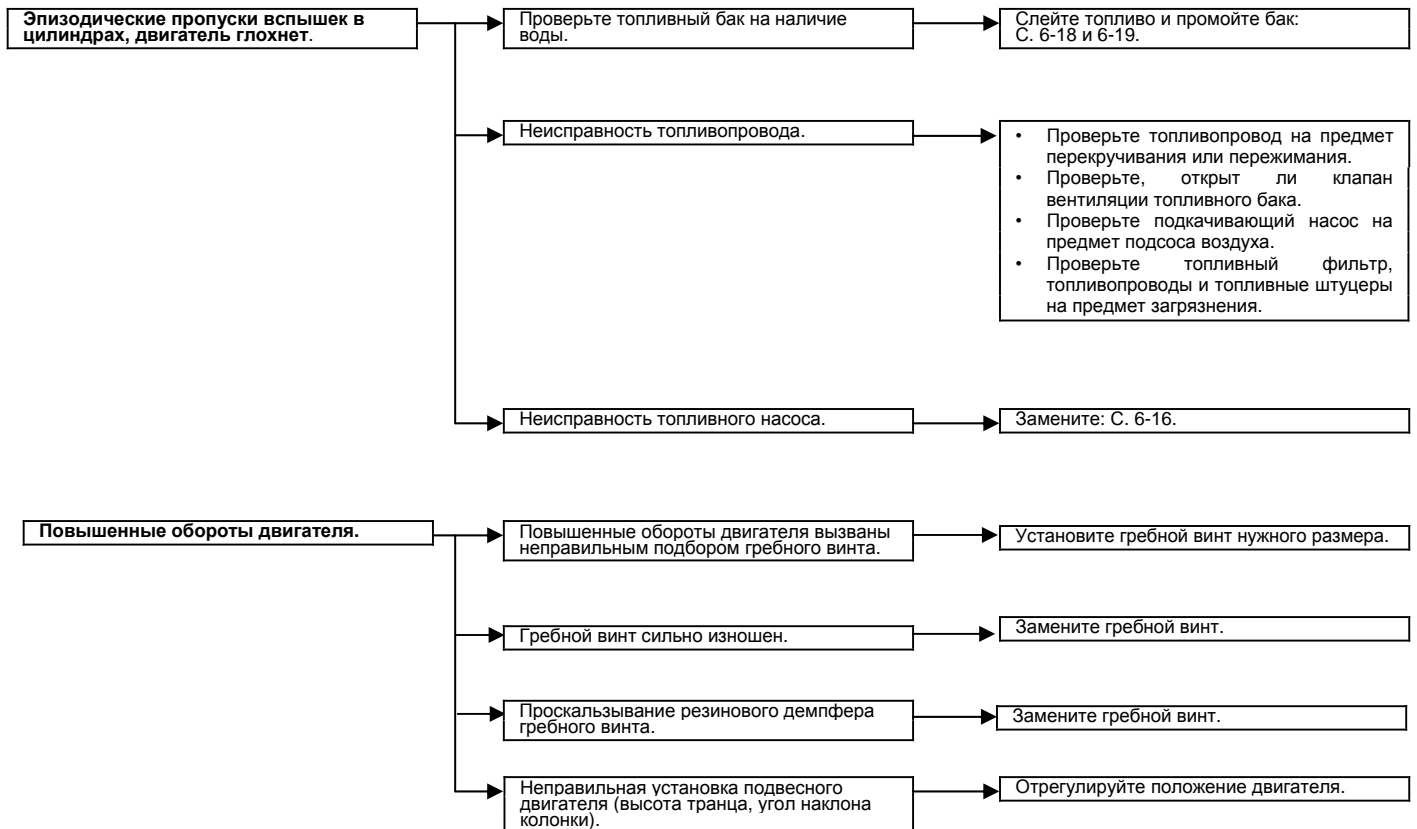 Эпизодические пропуски вспышек в
цилиндрах, двигатель глохнет.
Проверьте топливный бак на наличие
воды.
Слейте топливо и промойте бак:
С. 6-18 и 6-19.
Неисправность топливопровода.
• Проверьте топливопровод на предмет
перекручивания или пережимания.
• Проверьте, открыт ли клапан
вентиляции топливного бака.
• Проверьте подкачивающий насос на
предмет подсоса воздуха.
• Проверьте топливный фильтр,
топливопроводы и топливные штуцеры
на предмет загрязнения.
Неисправность топливного насоса.
Замените: С. 6-16.
Повышенные обороты двигателя.
Повышенные обороты двигателя вызваны
неправильным подбором гребного винта.
Установите гребной винт нужного размера.
Гребной винт сильно изношен.
Замените гребной винт.
Проскальзывание резинового демпфера
гребного винта.
Замените гребной винт.
Неправильная установка подвесного
двигателя (высота транца, угол наклона
колонки).
Отрегулируйте положение двигателя.